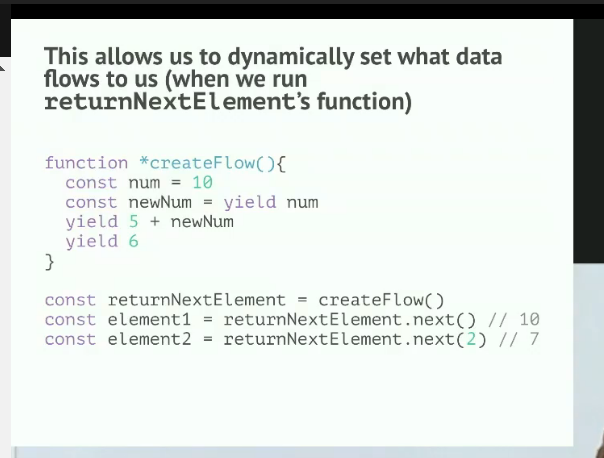 This allows us to dynamically set what data
flows to us (when we run
returnNextElement's function)
function *createFlow(){
const num = 10
const newNum = yield num
yield 5 + newNum
yield 6
}
const returnNextElement = createFlow()
const element1 = returnNextElement.next() // 10
const element2 = returnNextElement.next(2) // 7